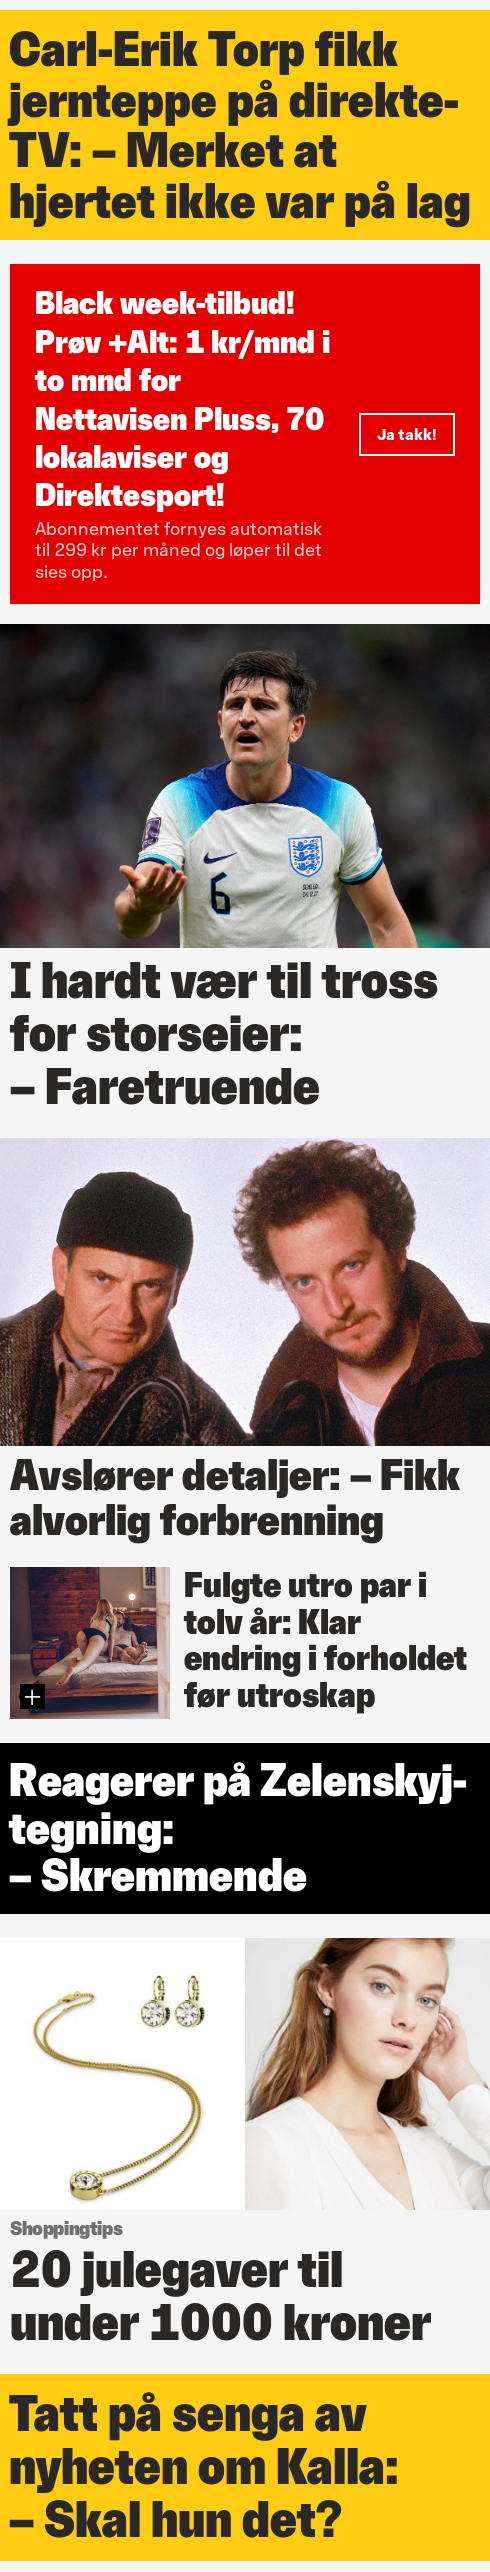 Carl-Erik Torp fikk
jernteppe på direkte-
TV: – Merket at
hjertet ikke var på lag
Black week-tilbud!
Prøv +Alt: 1 kr/mnd i
to mnd for
Nettavisen Pluss, 70
lokalaviser og
Direktesport!
Ja takk!
Abonnementet fornyes automatisk
til 299 kr per måned og løper til det
sies opp.
6
I hardt vær til tross
for storseier:
– Faretruende
Avslører detaljer: – Fikk
alvorlig forbrenning
Fulgte utro par i
tolv år: Klar
endring i forholdet
før utroskap
Reagerer på Zelenskyj-
tegning:
– Skremmende
Shoppingtips
20 julegaver til
under 1000 kroner
Tatt på senga av
nyheten om Kalla:
– Skal hun det?